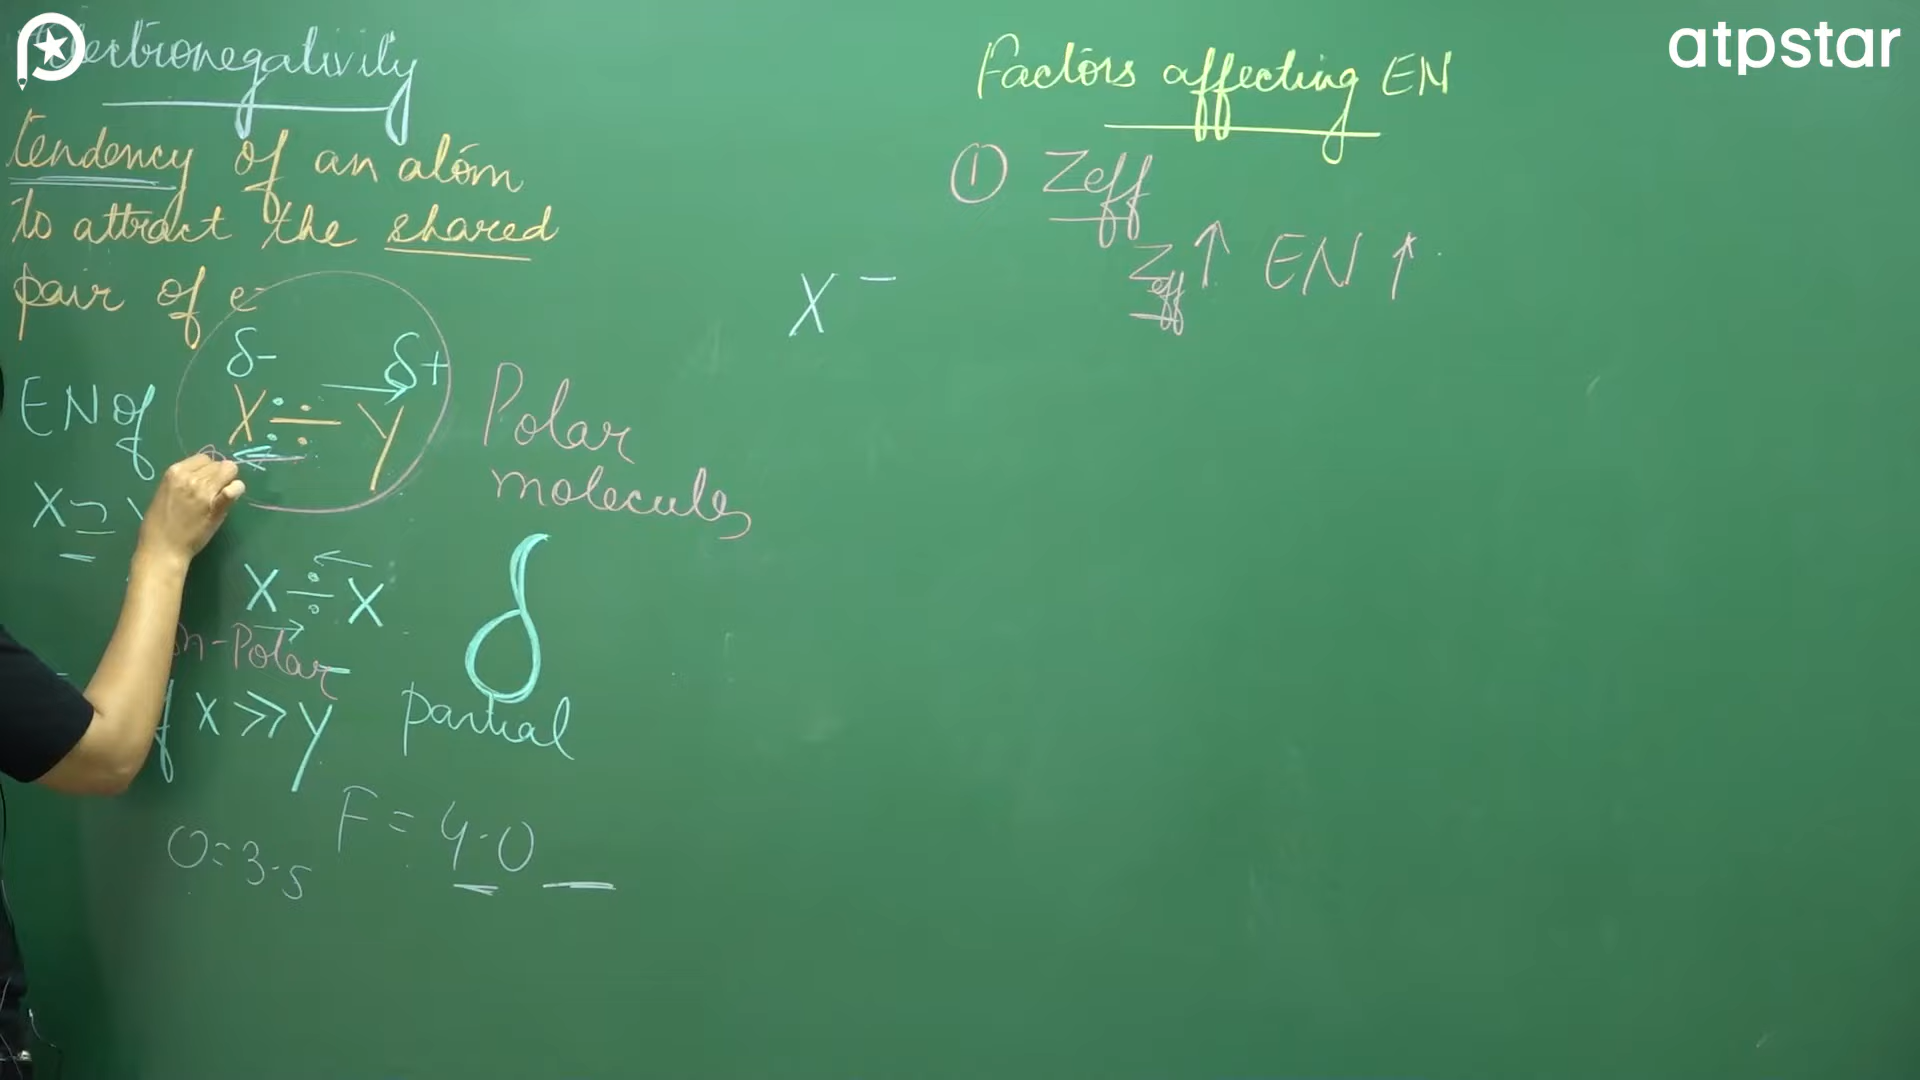 Electronegativity
tendency of an atom
to attract the shared
pair of e-
δ- δ+
EN of X ÷ Y
X > Y
Polar
molecules
X ÷ X
n-Polar
δ
f X >> Y
partial
F = 4.0
O = 3.5
X-
Factors affecting EN
① Zeff
Zeff ↑ EN ↑
atpstar